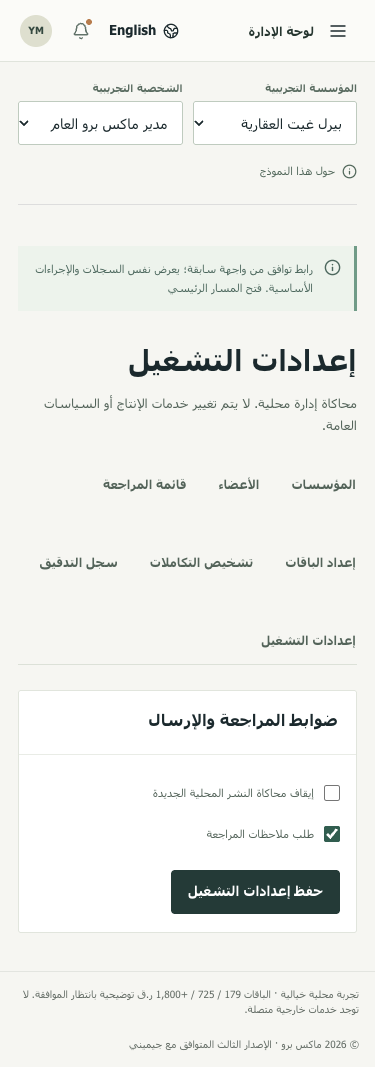 لوحة الإدارة
English
YM
المؤسسة التجريبية
الشخصية التجريبية
بيرل غيت العقارية
مدير ماكس برو العام
حول هذا النموذج
رابط توافق من واجهة سابقة؛ يعرض نفس السجلات والإجراءات
الأساسية. فتح المسار الرئيسي
إعدادات التشغيل
محاكاة إدارة محلية. لا يتم تغيير خدمات الإنتاج أو السياسات
العامة.
المؤسسات الأعضاء قائمة المراجعة
إعداد الباقات تشخيص التكاملات سجل التدقيق
إعدادات التشغيل
ضوابط المراجعة والإرسال
إيقاف محاكاة النشر المحلية الجديدة
طلب ملاحظات المراجعة
حفظ إعدادات التشغيل
تجربة محلية خيالية · الباقات 179 / 725 / +1,800 ر.ق توضيحية بانتظار الموافقة. لا
توجد خدمات خارجية متصلة.
© 2026 ماكس برو · الإصدار الثالث المتوافق مع جيميني